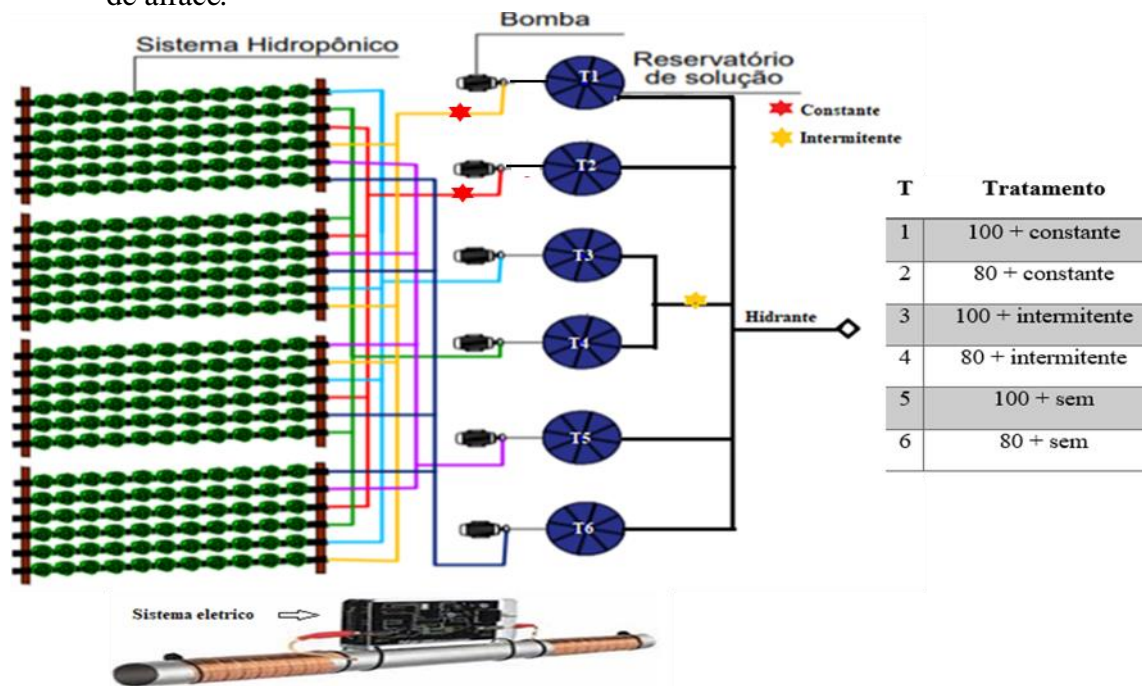 de alface.
Bomba
Sistema Hidropônico
Reservatório
de solução
T1
Constante
Intermitente
T2
T Tratamento
1 100 + constante
2 80 + constante
3 100 + intermitente
4 80 + intermitente
5 100 + sem
6 80 + sem
T3
Hidrante
T4
T5
T6
Sistema eletrico